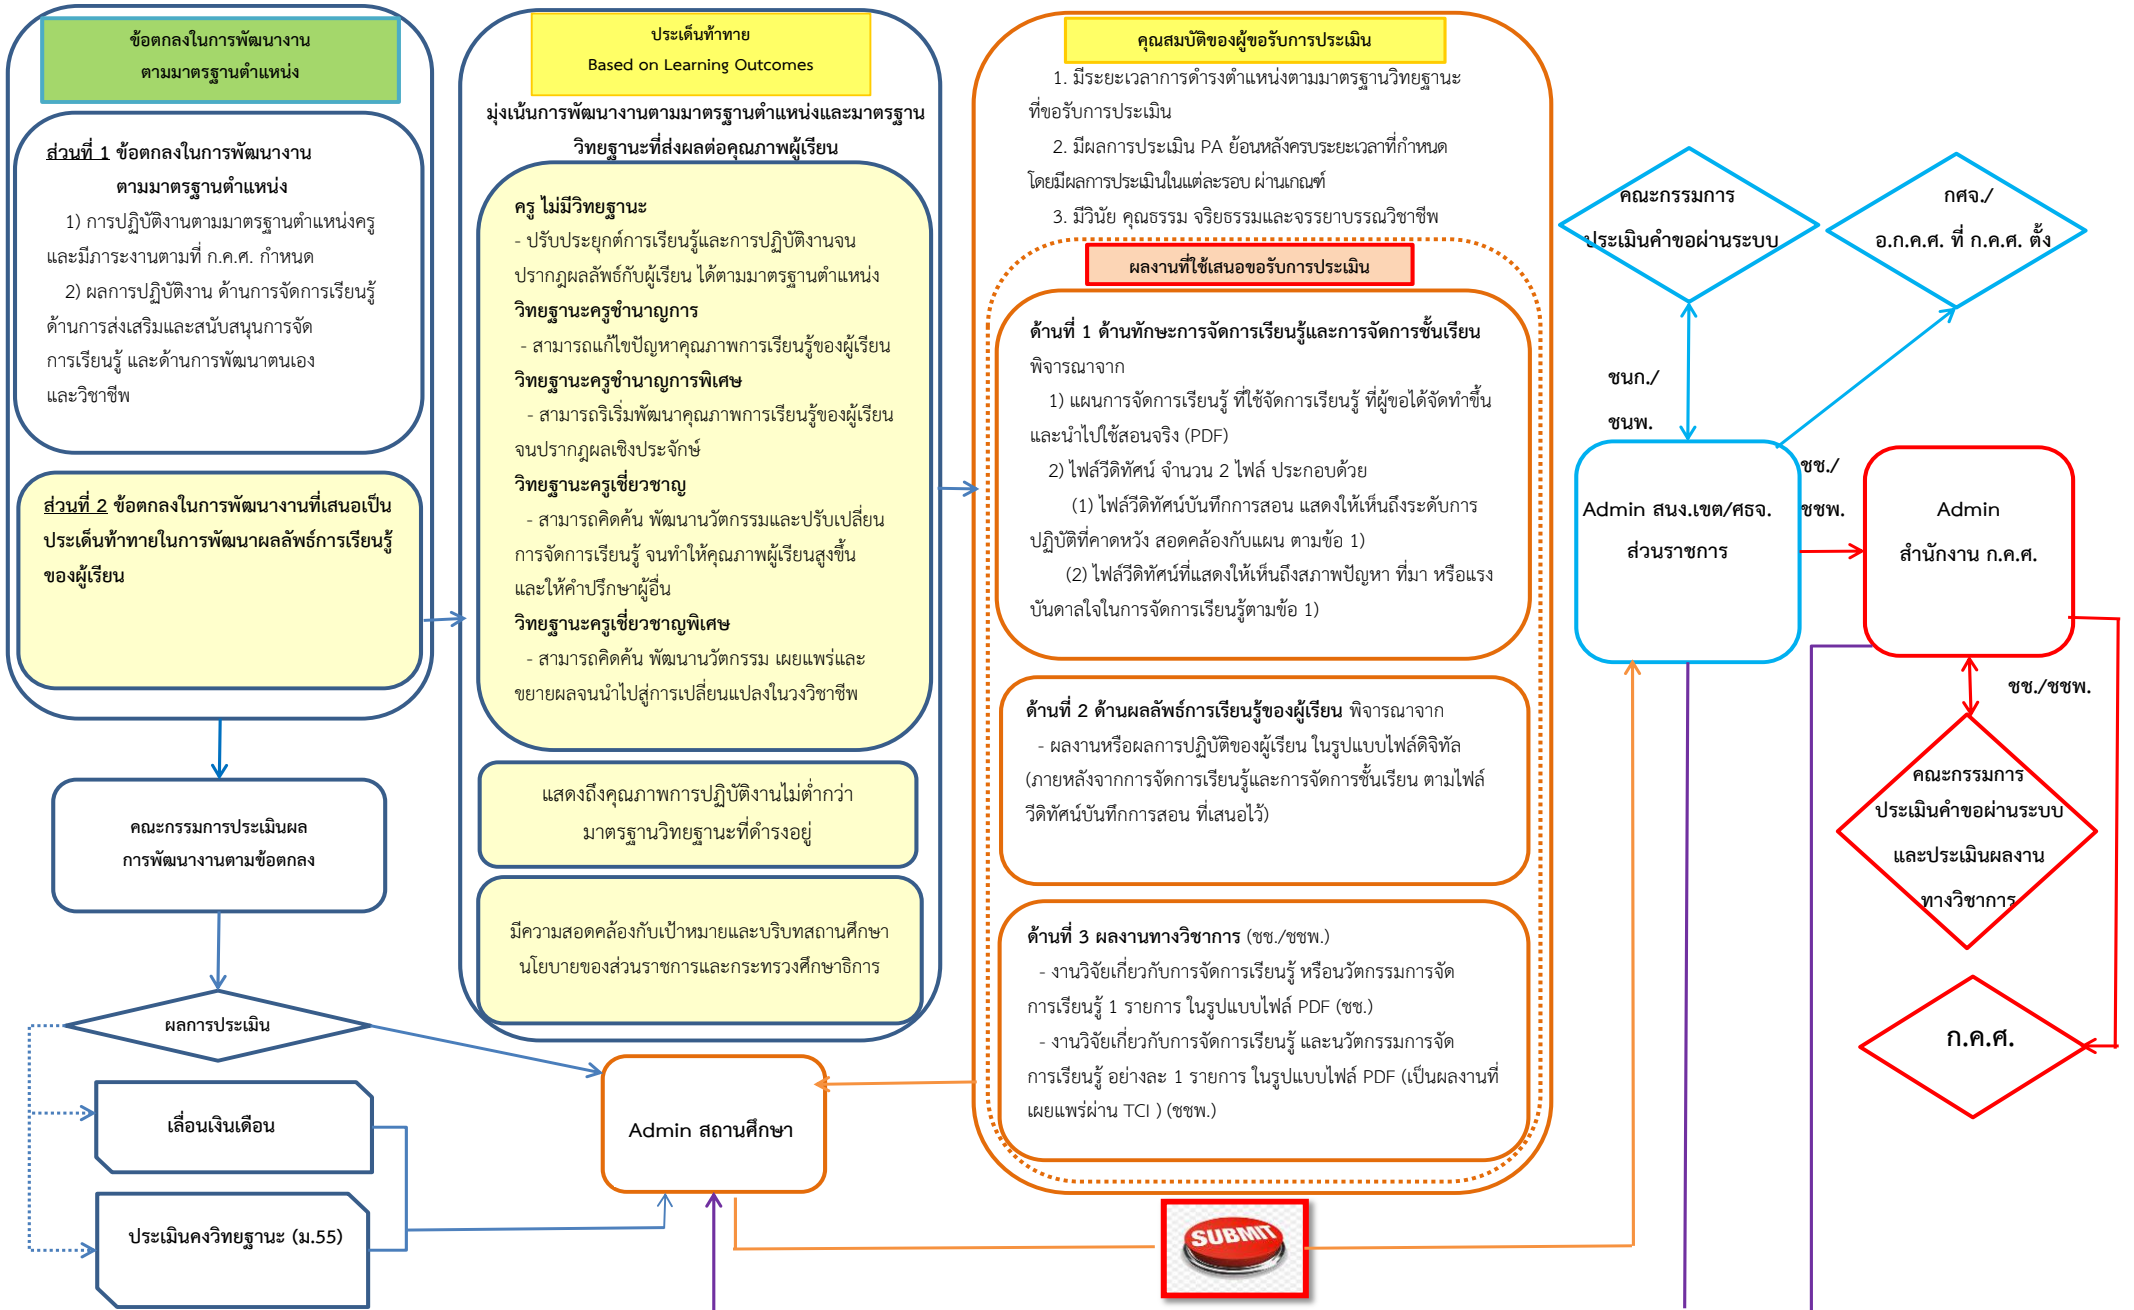 ข้อตกลงในการพัฒนางาน
ตามมาตรฐานตำแหน่ง
ส่วนที่ 1 ข้อตกลงในการพัฒนางาน
ตามมาตรฐานตำแหน่ง
1) การปฏิบัติงานตามมาตรฐานตำแหน่งครู
และมีภาระงานตามที่ ก.ค.ศ. กำหนด
2) ผลการปฏิบัติงาน ด้านการจัดการเรียนรู้
ด้านการส่งเสริมและสนับสนุนการจัด
การเรียนรู้ และด้านการพัฒนาตนเอง
และวิชาชีพ
ส่วนที่ 2 ข้อตกลงในการพัฒนางานที่เสนอเป็น
ประเด็นท้าทายในการพัฒนาผลลัพธ์การเรียนรู้
ของผู้เรียน
คณะกรรมการประเมินผล
การพัฒนางานตามข้อตกลง
ผลการประเมิน
เลื่อนเงินเดือน
ประเมินคงวิทยฐานะ (ม.55)
ประเด็นท้าทาย
Based on Learning Outcomes
มุ่งเน้นการพัฒนางานตามมาตรฐานตำแหน่งและมาตรฐาน
วิทยฐานะที่ส่งผลต่อคุณภาพผู้เรียน
ครู ไม่มีวิทยฐานะ
- ปรับประยุกต์การเรียนรู้และการปฏิบัติงานจน
ปรากฏผลลัพธ์กับผู้เรียน ได้ตามมาตรฐานตำแหน่ง
วิทยฐานะครูชำนาญการ
- สามารถแก้ไขปัญหาคุณภาพการเรียนรู้ของผู้เรียน
วิทยฐานะครูชำนาญการพิเศษ
- สามารถริเริ่มพัฒนาคุณภาพการเรียนรู้ของผู้เรียน
จนปรากฏผลเชิงประจักษ์
วิทยฐานะครูเชี่ยวชาญ
- สามารถคิดค้น พัฒนานวัตกรรมและปรับเปลี่ยน
การจัดการเรียนรู้ จนทำให้คุณภาพผู้เรียนสูงขึ้น
และให้คำปรึกษาผู้อื่น
วิทยฐานะครูเชี่ยวชาญพิเศษ
- สามารถคิดค้น พัฒนานวัตกรรม เผยแพร่และ
ขยายผลจนนำไปสู่การเปลี่ยนแปลงในวงวิชาชีพ
แสดงถึงคุณภาพการปฏิบัติงานไม่ต่ำกว่า
มาตรฐานวิทยฐานะที่ดำรงอยู่
มีความสอดคล้องกับเป้าหมายและบริบทสถานศึกษา
นโยบายของส่วนราชการและกระทรวงศึกษาธิการ
Admin สถานศึกษา
คุณสมบัติของผู้ขอรับการประเมิน
1. มีระยะเวลาการดำรงตำแหน่งตามมาตรฐานวิทยฐานะ
ที่ขอรับการประเมิน
2. มีผลการประเมิน PA ย้อนหลังครบระยะเวลาที่กำหนด
โดยมีผลการประเมินในแต่ละรอบ ผ่านเกณฑ์
3. มีวินัย คุณธรรม จริยธรรมและจรรยาบรรณวิชาชีพ
ผลงานที่ใช้เสนอขอรับการประเมิน
ด้านที่ 1 ด้านทักษะการจัดการเรียนรู้และการจัดการชั้นเรียน
พิจารณาจาก
1) แผนการจัดการเรียนรู้ ที่ใช้จัดการเรียนรู้ ที่ผู้ขอได้จัดทำขึ้น
และนำไปใช้สอนจริง (PDF)
2) ไฟล์วีดิทัศน์ จำนวน 2 ไฟล์ ประกอบด้วย
(1) ไฟล์วีดิทัศน์บันทึกการสอน แสดงให้เห็นถึงระดับการ
ปฏิบัติที่คาดหวัง สอดคล้องกับแผน ตามข้อ 1)
(2) ไฟล์วีดิทัศน์ที่แสดงให้เห็นถึงสภาพปัญหา ที่มา หรือแรง
บันดาลใจในการจัดการเรียนรู้ตามข้อ 1)
ด้านที่ 2 ด้านผลลัพธ์การเรียนรู้ของผู้เรียน พิจารณาจาก
- ผลงานหรือผลการปฏิบัติของผู้เรียน ในรูปแบบไฟล์ดิจิทัล
(ภายหลังจากการจัดการเรียนรู้และการจัดการชั้นเรียน ตามไฟล์
วีดิทัศน์บันทึกการสอน ที่เสนอไว้)
ด้านที่ 3 ผลงานทางวิชาการ (ชช./ชชพ.)
- งานวิจัยเกี่ยวกับการจัดการเรียนรู้ หรือนวัตกรรมการจัด
การเรียนรู้ 1 รายการ ในรูปแบบไฟล์ PDF (ชช.)
- งานวิจัยเกี่ยวกับการจัดการเรียนรู้ และนวัตกรรมการจัด
การเรียนรู้ อย่างละ 1 รายการ ในรูปแบบไฟล์ PDF (เป็นผลงานที่
เผยแพร่ผ่าน TCI ) (ชชพ.)
SUBMIT
คณะกรรมการ
ประเมินคำขอผ่านระบบ
กศจ./
อ.ก.ค.ศ. ที่ ก.ค.ศ. ตั้ง
ชนก./
ชนพ.
Admin สนง.เขต/ศธจ.
ส่วนราชการ
ชช./
ชชพ.
Admin
สำนักงาน ก.ค.ศ.
ชช./ชชพ.
คณะกรรมการ
ประเมินคำขอผ่านระบบ
และประเมินผลงาน
ทางวิชาการ
ก.ค.ศ.